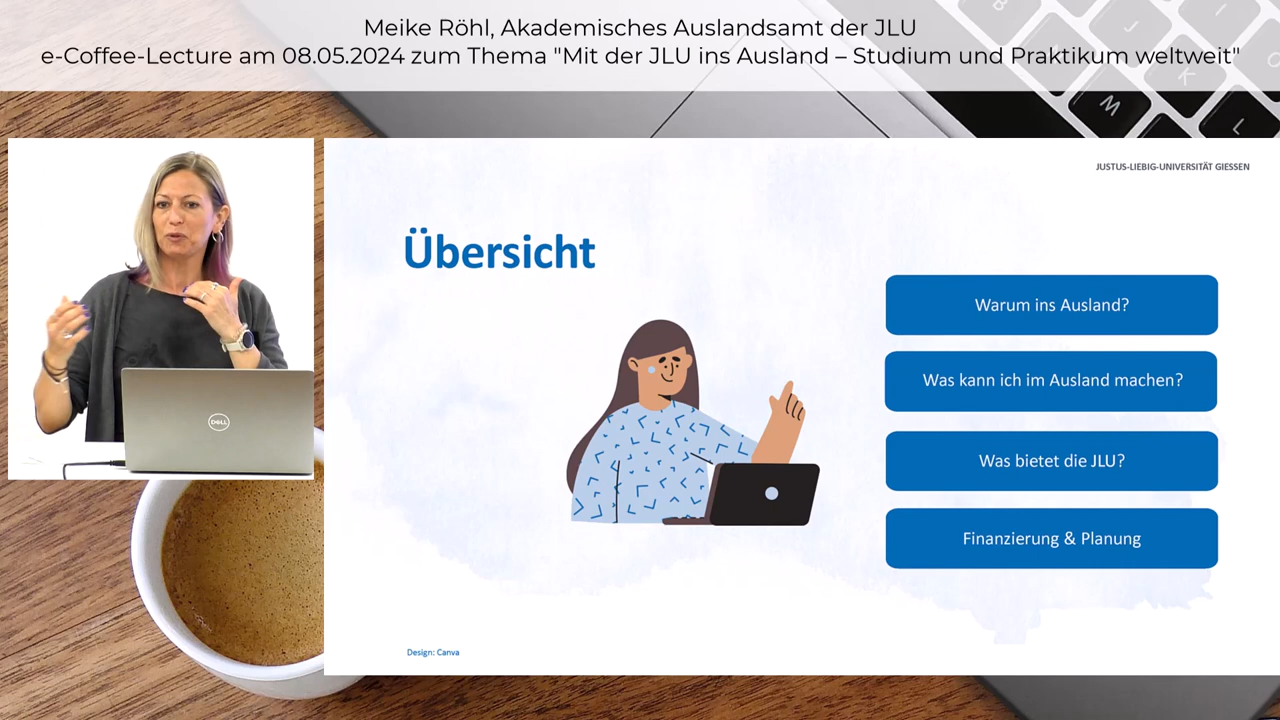 Meike Röhl, Akademisches Auslandsamt der JLU
e-Coffee-Lecture am 08.05.2024 zum Thema "Mit der JLU ins Ausland – Studium und Praktikum weltweit"
B
J
I
O
K
M
L
JUSTUS-LIEBIG-UNIVERSITÄT GIESSEN
Übersicht
Warum ins Ausland?
Was kann ich im Ausland machen?
Was bietet die JLU?
Finanzierung & Planung
DELL
Design: Canva